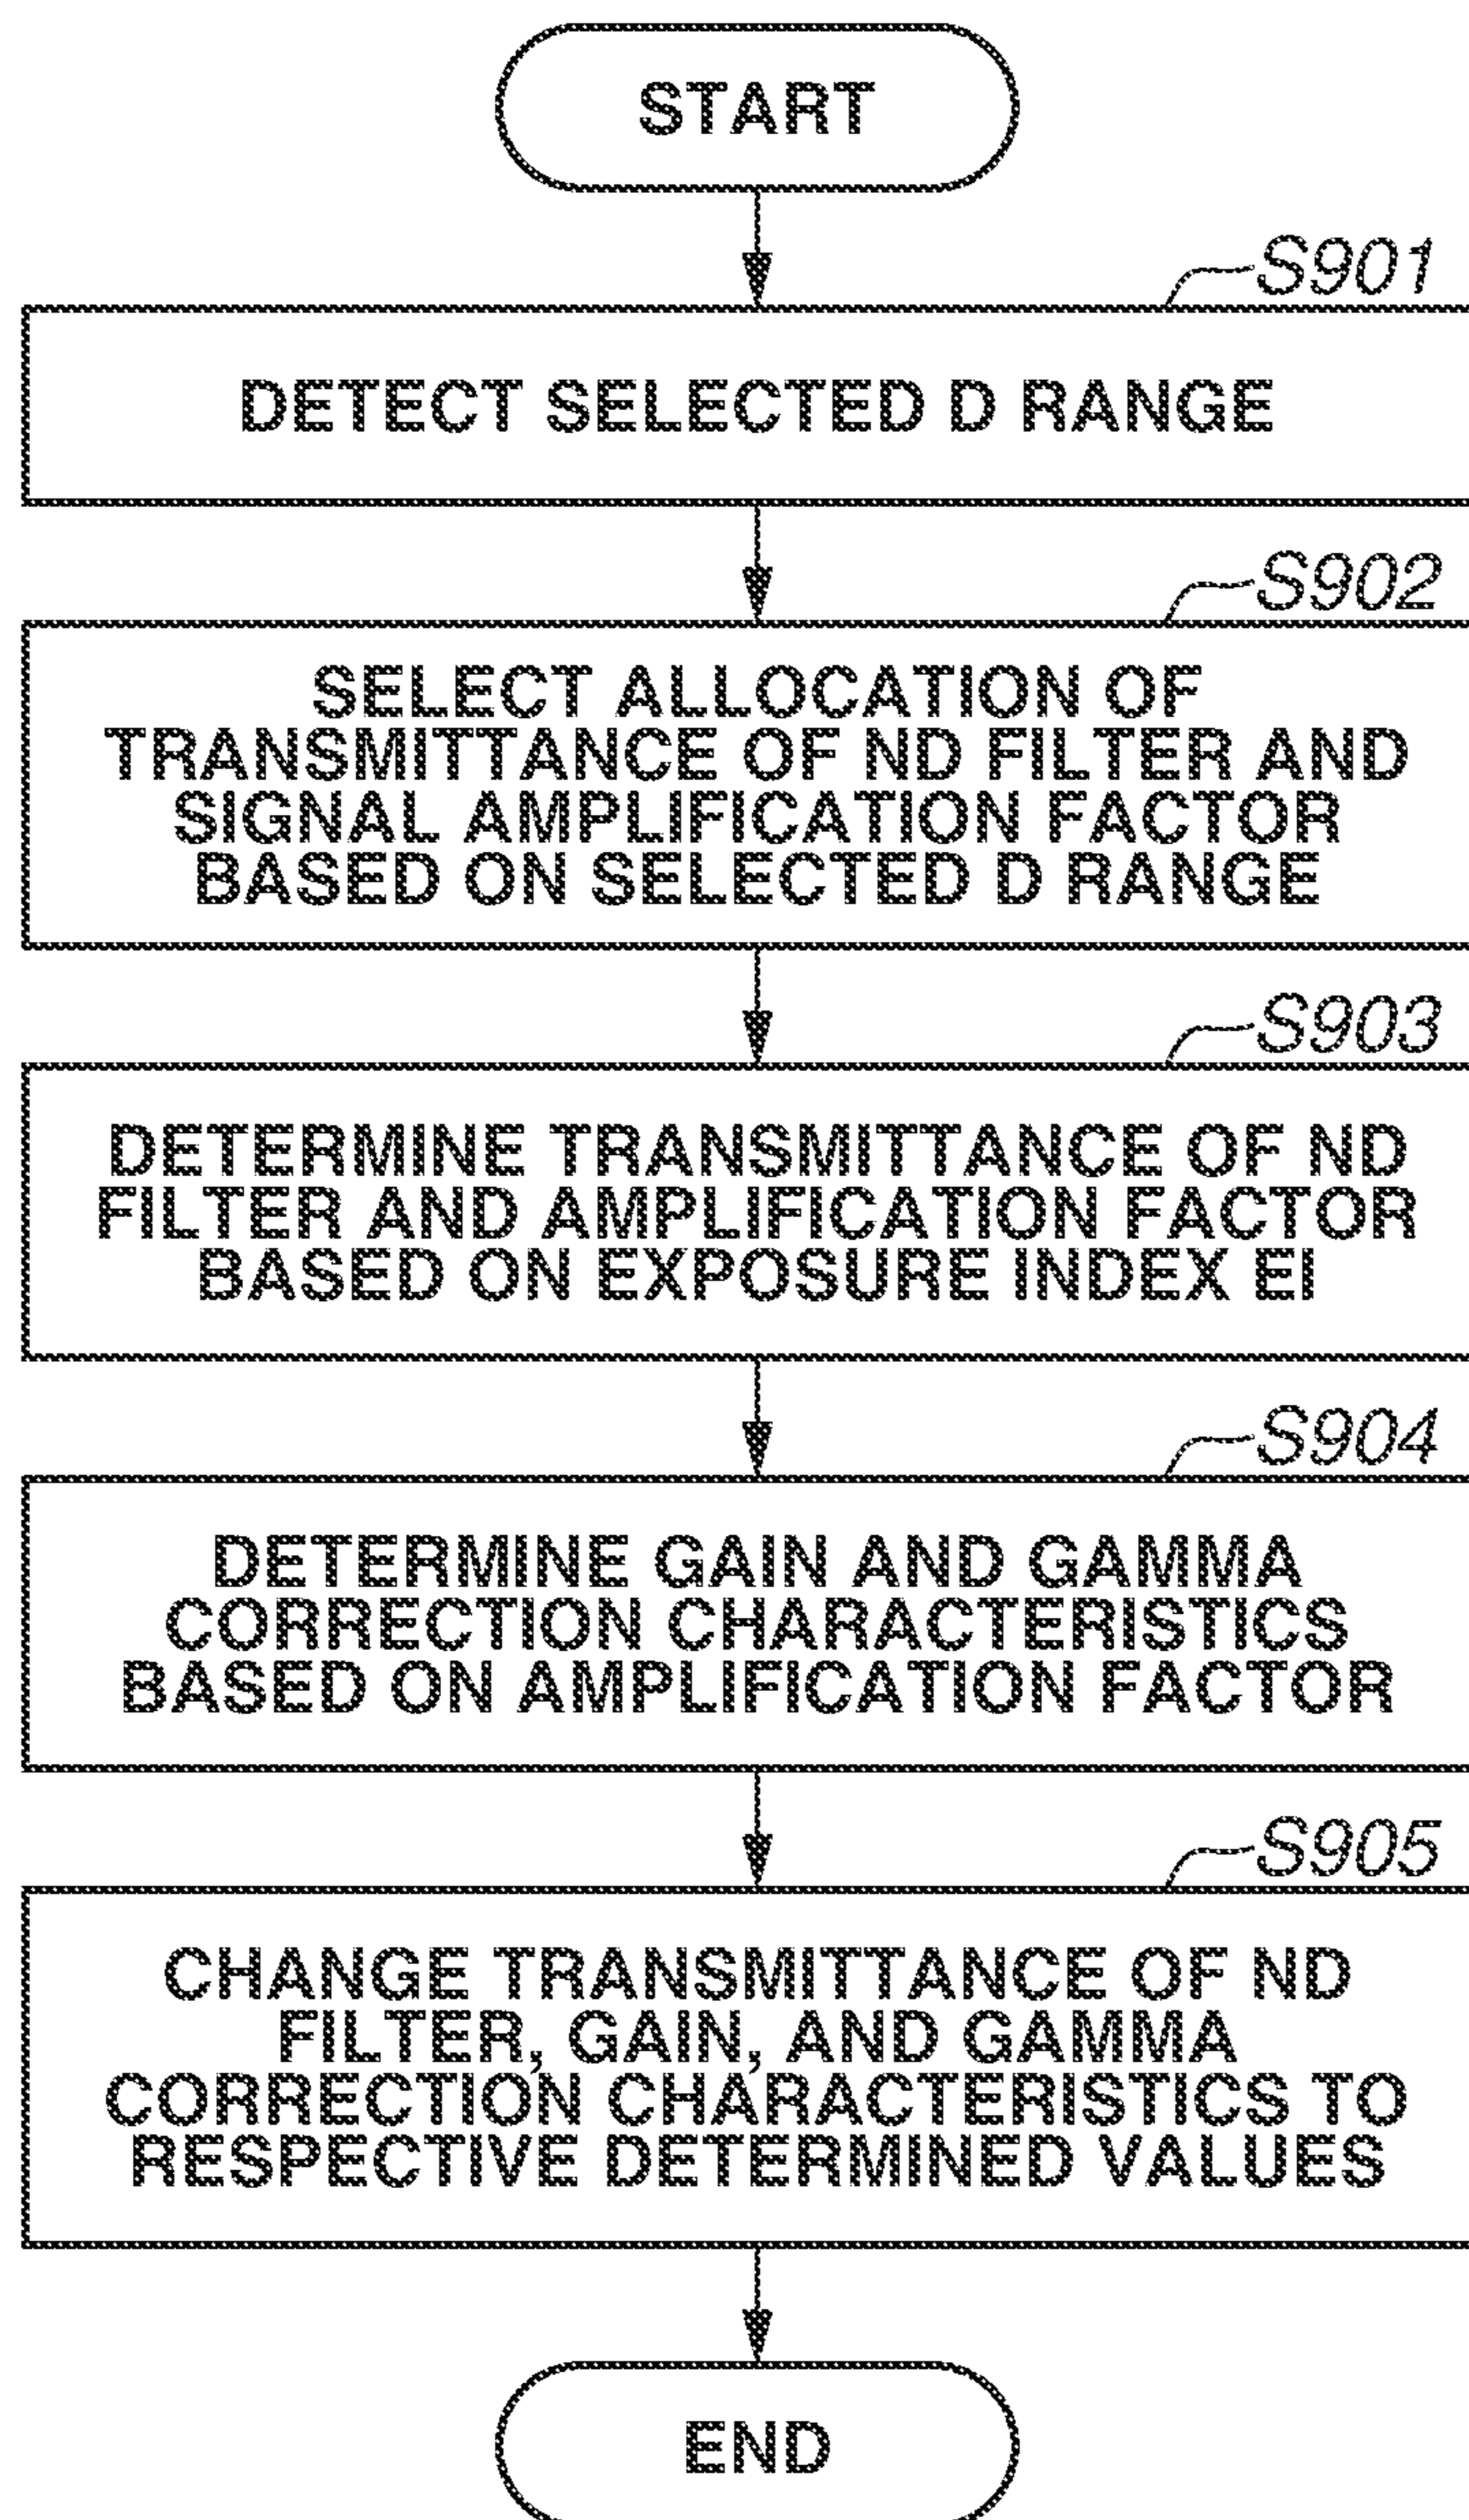 START
S901
DETECT SELECTED D RANGE
S902
SELECT ALLOCATION OF
TRANSMITTANCE OF ND FILTER AND
SIGNAL AMPLIFICATION FACTOR
BASED ON SELECTED D RANGE
S903
DETERMINE TRANSMITTANCE OF ND
FILTER AND AMPLIFICATION FACTOR
BASED ON EXPOSURE INDEX EI
S904
DETERMINE GAIN AND GAMMA
CORRECTION CHARACTERISTICS
BASED ON AMPLIFICATION FACTOR
S905
CHANGE TRANSMITTANCE OF ND
FILTER, GAIN, AND GAMMA
CORRECTION CHARACTERISTICS TO
RESPECTIVE DETERMINED VALUES
END